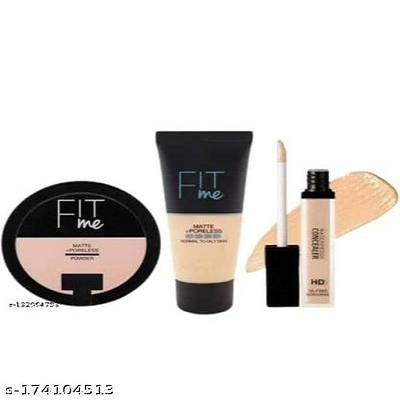 FIT
me
MATTE
+PORELESS
POWDER
FIT
me
MATTE
+PORELESS
NORMAL TO OILY SKIN
CONCEALER
HD
s-174104513